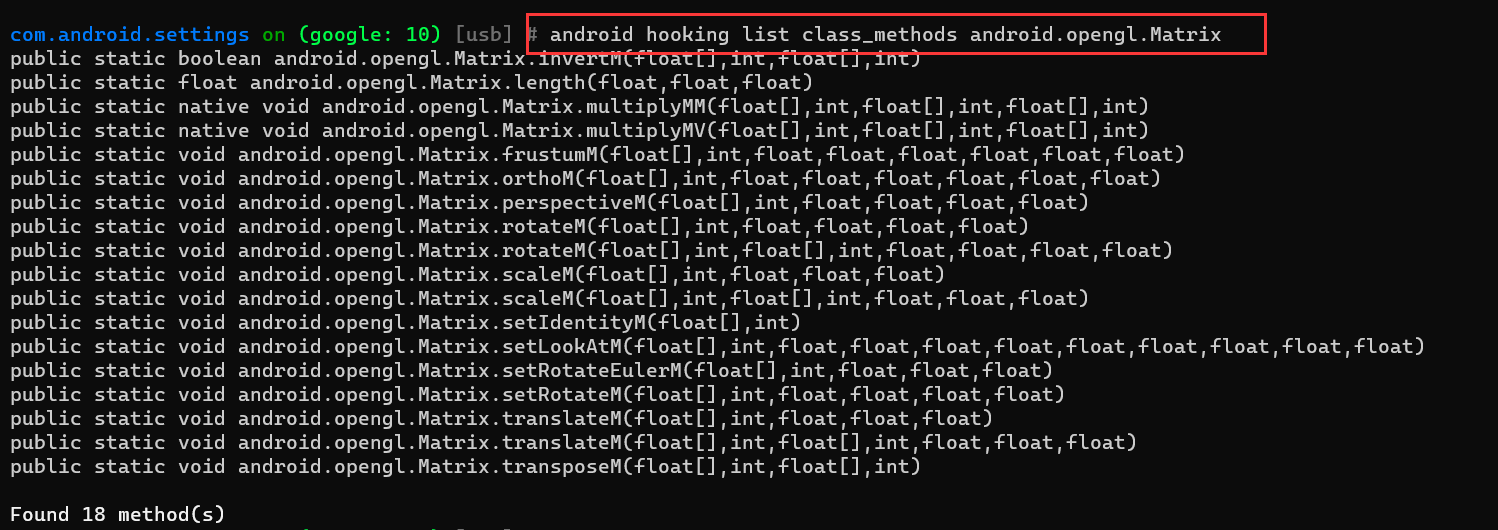 com.android.settings on (google: 10) [usb] # android hooking list class_methods android.opengl.Matrix
public static boolean android.opengl.Matrix.invertM(float[],int,float[],int)
public static float android.opengl.Matrix.length(float,float,float)
public static native void android.opengl.Matrix.multiplyMM(float[],int,float[],int,float[],int)
public static native void android.opengl.Matrix.multiplyMV(float[],int,float[],int,float[],int)
public static void android.opengl.Matrix.frustumM(float[],int,float,float,float,float,float,float)
public static void android.opengl.Matrix.orthoM(float[],int,float,float,float,float,float,float)
public static void android.opengl.Matrix.perspectiveM(float[],int,float,float,float,float)
public static void android.opengl.Matrix.rotateM(float[],int,float,float,float,float)
public static void android.opengl.Matrix.rotateM(float[],int,float[],int,float,float,float,float)
public static void android.opengl.Matrix.scaleM(float[],int,float,float,float)
public static void android.opengl.Matrix.scaleM(float[],int,float[],int,float,float,float)
public static void android.opengl.Matrix.setIdentityM(float[],int)
public static void android.opengl.Matrix.setLookAtM(float[],int,float,float,float,float,float,float,float,float,float)
public static void android.opengl.Matrix.setRotateEulerM(float[],int,float,float,float)
public static void android.opengl.Matrix.setRotateM(float[],int,float,float,float,float)
public static void android.opengl.Matrix.translateM(float[],int,float,float,float)
public static void android.opengl.Matrix.translateM(float[],int,float[],int,float,float,float)
public static void android.opengl.Matrix.transposeM(float[],int,float[],int)
Found 18 method(s)